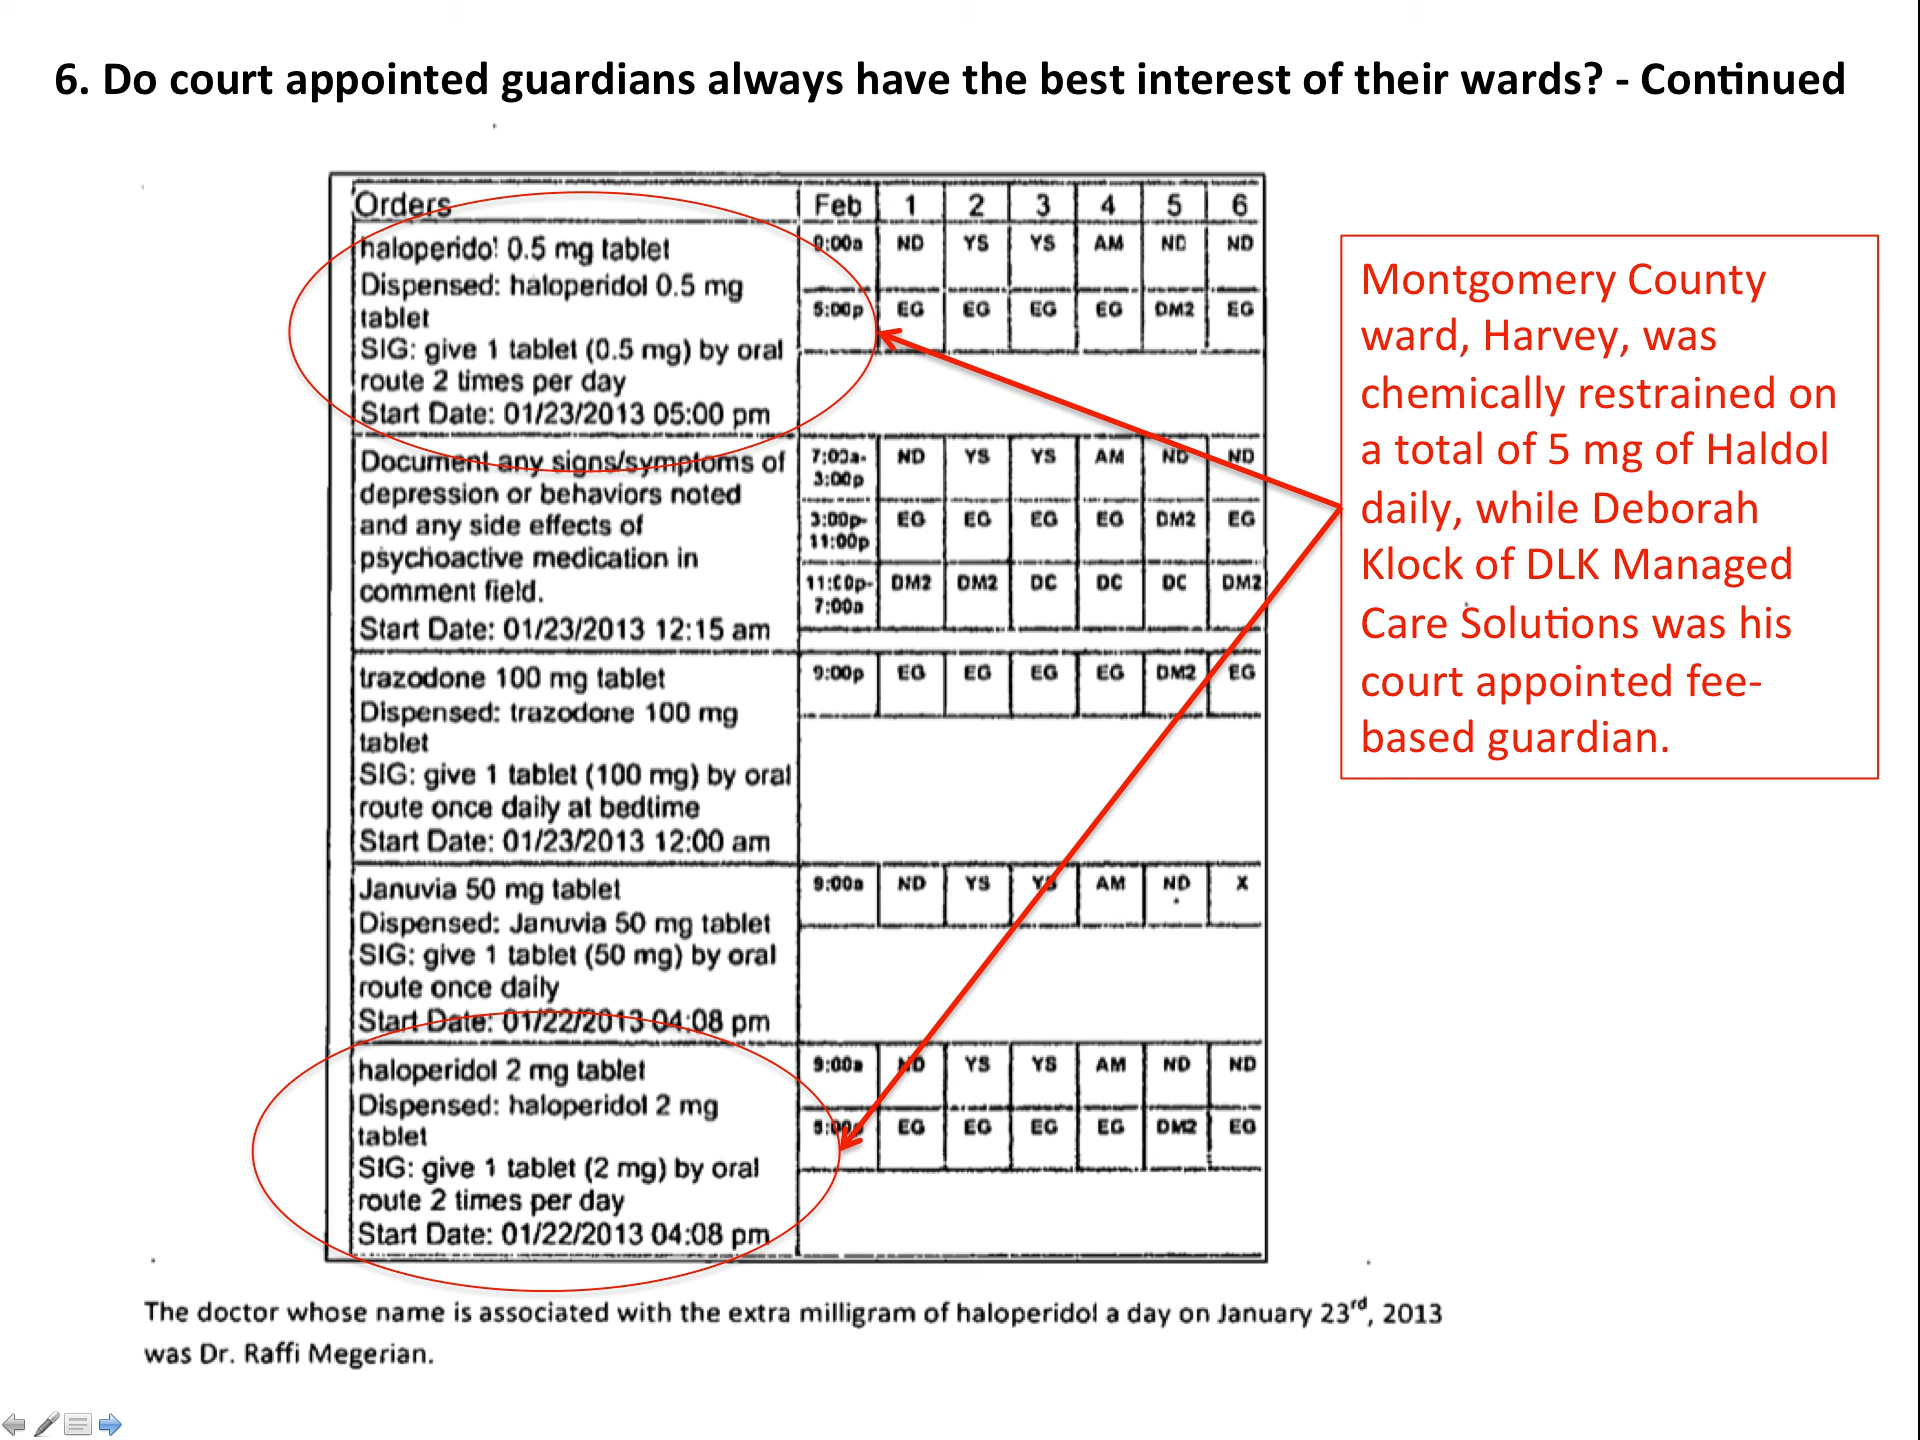 6. Do court appointed guardians always have the best interest of their wards? - Continued
Orders Feb 1 2 3 4 5 6
haloperidol 0.5 mg tablet 9:00a ND YS YS AM ND ND
Dispensed: haloperidol 0.5 mg
tablet 5:00p EG EG EG EG DM2 EG
SIG: give 1 tablet (0.5 mg) by oral
route 2 times per day
Start Date: 01/23/2013 05:00 pm
Document any signs/symptoms of 7:00a- ND YS YS AM ND ND
depression or behaviors noted 3:00p
and any side effects of 3:00p- EG EG EG EG DM2 EG
psychoactive medication in 11:00p
comment field. 11:00p- DM2 DM2 DC DC DC DM2
7:00a
Start Date: 01/23/2013 12:15 am
trazodone 100 mg tablet 9:00p EG EG EG EG DM2 EG
Dispensed: trazodone 100 mg
tablet
SIG: give 1 tablet (100 mg) by oral
route once daily at bedtime
Start Date: 01/23/2013 12:00 am
Januvia 50 mg tablet 9:00a ND YS YS AM ND X
Dispensed: Januvia 50 mg tablet
SIG: give 1 tablet (50 mg) by oral
route once daily
Start Date: 01/22/2013 04:08 pm
haloperidol 2 mg tablet 9:00a ND YS YS AM ND ND
Dispensed: haloperidol 2 mg
tablet EG EG EG EG DM2 EG
SIG: give 1 tablet (2 mg) by oral
route 2 times per day
Start Date: 01/22/2013 04:08 pm
Montgomery County
ward, Harvey, was
chemically restrained on
a total of 5 mg of Haldol
daily, while Deborah
Klock of DLK Managed
Care Solutions was his
court appointed fee-
based guardian.
The doctor whose name is associated with the extra milligram of haloperidol a day on January 23rd, 2013
was Dr. Raffi Megerian.